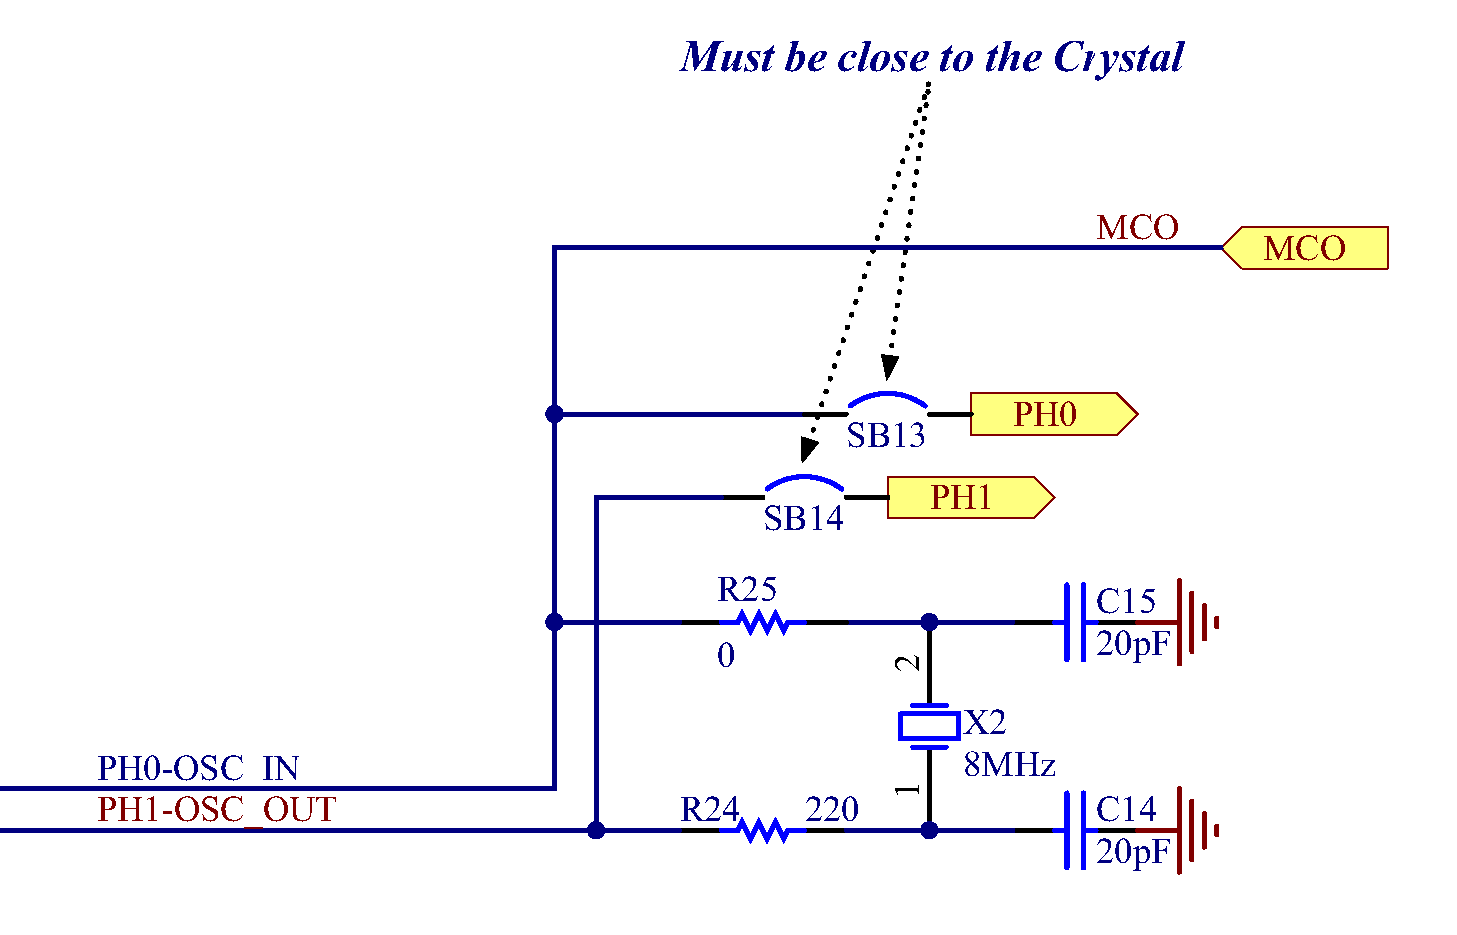 Must be close to the Crystal
MCO
MCO
PH0
SB13
PH1
SB14
R25
0
C15
20pF
2
X2
8MHz
1
PH0-OSC_IN
PH1-OSC_OUT
R24
220
C14
20pF